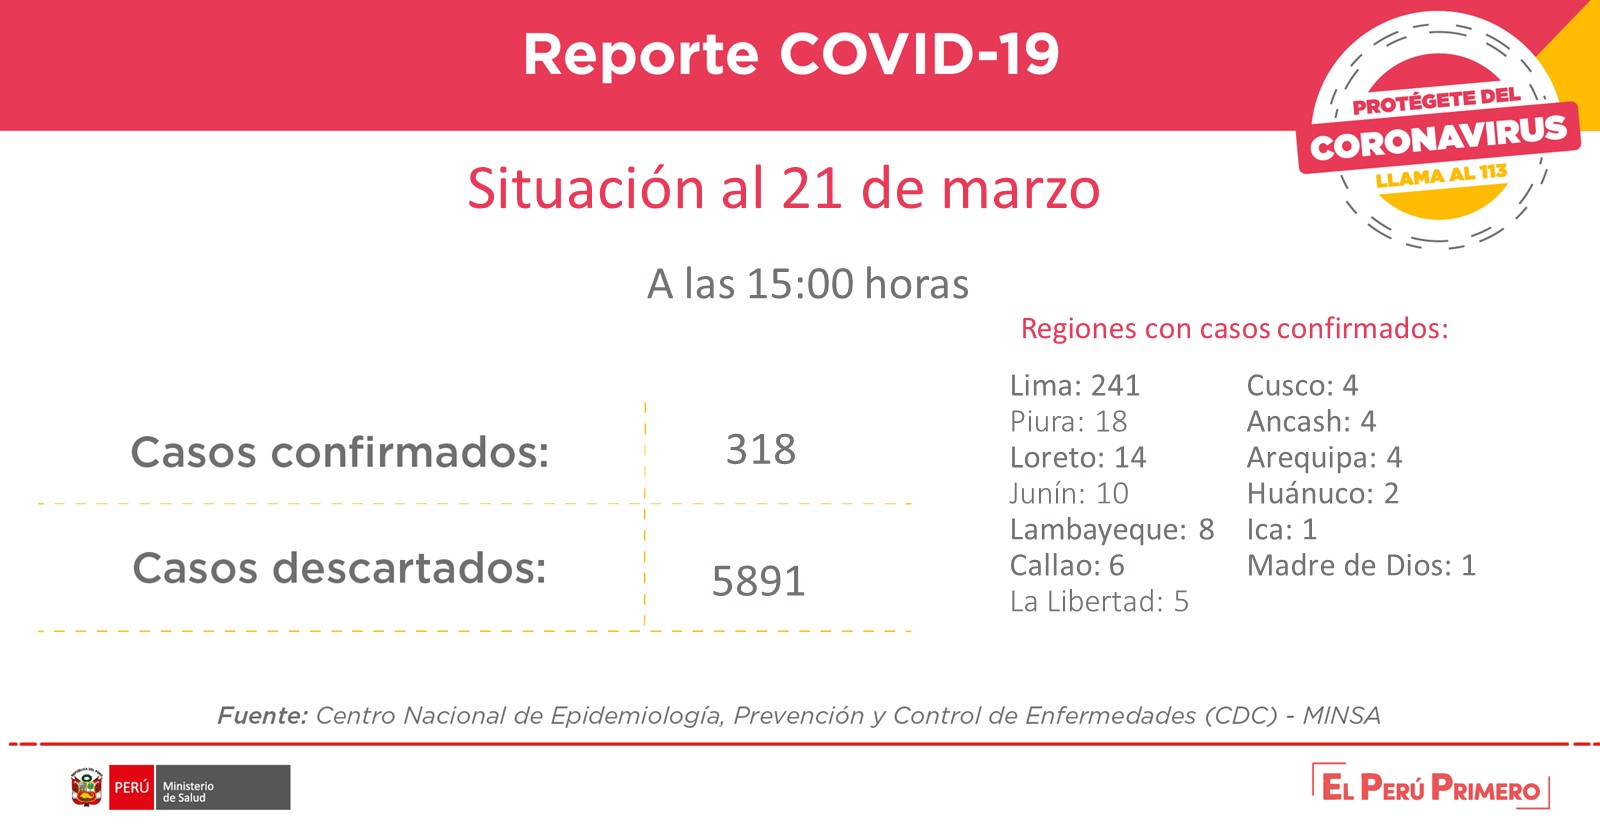 Reporte COVID-19
PROTÉGETE DEL
CORONAVIRUS
LLAMA AL 113
Situación al 21 de marzo
A las 15:00 horas
Casos confirmados: 318
Casos descartados: 5891
Regiones con casos confirmados:
Lima: 241
Piura: 18
Loreto: 14
Junín: 10
Lambayeque: 8
Callao: 6
La Libertad: 5
Cusco: 4
Ancash: 4
Arequipa: 4
Huánuco: 2
Ica: 1
Madre de Dios: 1
Fuente: Centro Nacional de Epidemiología, Prevención y Control de Enfermedades (CDC) - MINSA
PERÚ
Ministerio
de Salud
EL PERÚ PRIMERO